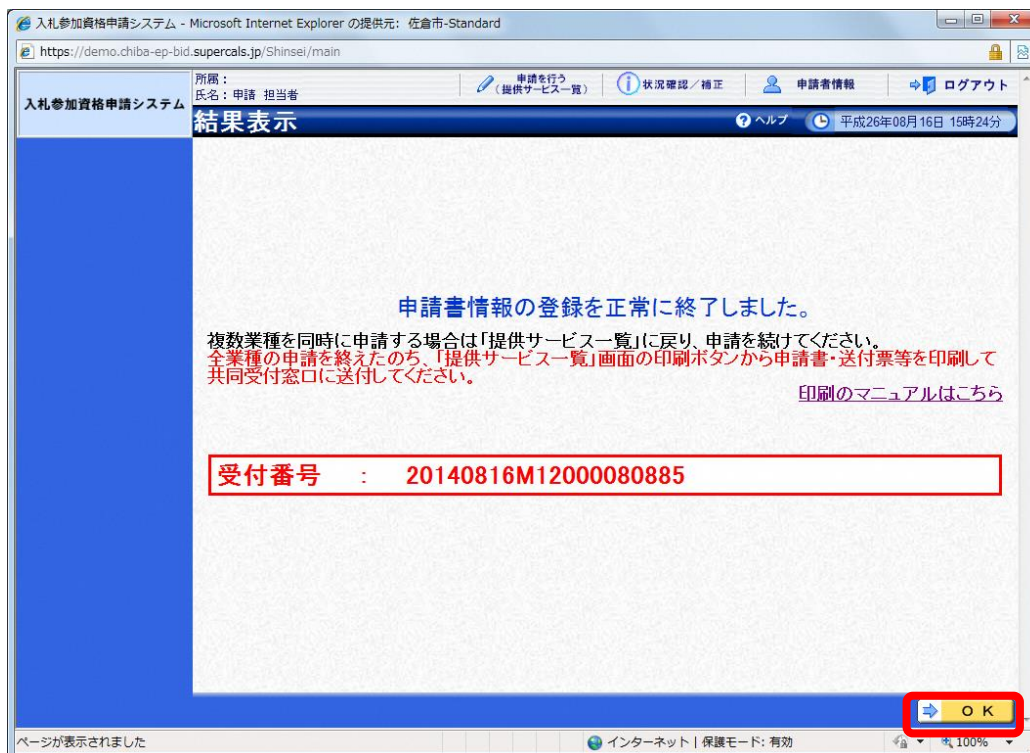 入札参加資格申請システム - Microsoft Internet Explorer の提供元: 佐倉市-Standard
https://demo.chiba-ep-bid.supercals.jp/Shinsei/main
入札参加資格申請システム
所属：
氏名：申請 担当者
申請を行う
（提供サービス一覧）
状況確認／補正
申請者情報
ログアウト
結果表示
ヘルプ
平成26年08月16日 15時24分
申請書情報の登録を正常に終了しました。
複数業種を同時に申請する場合は「提供サービス一覧」に戻り、申請を続けてください。
全業種の申請を終えたのち、「提供サービス一覧」画面の印刷ボタンから申請書・送付票等を印刷して
共同受付窓口に送付してください。
印刷のマニュアルはこちら
受付番号 ： 20140816M12000080885
ＯＫ
ページが表示されました
インターネット | 保護モード: 有効
100%